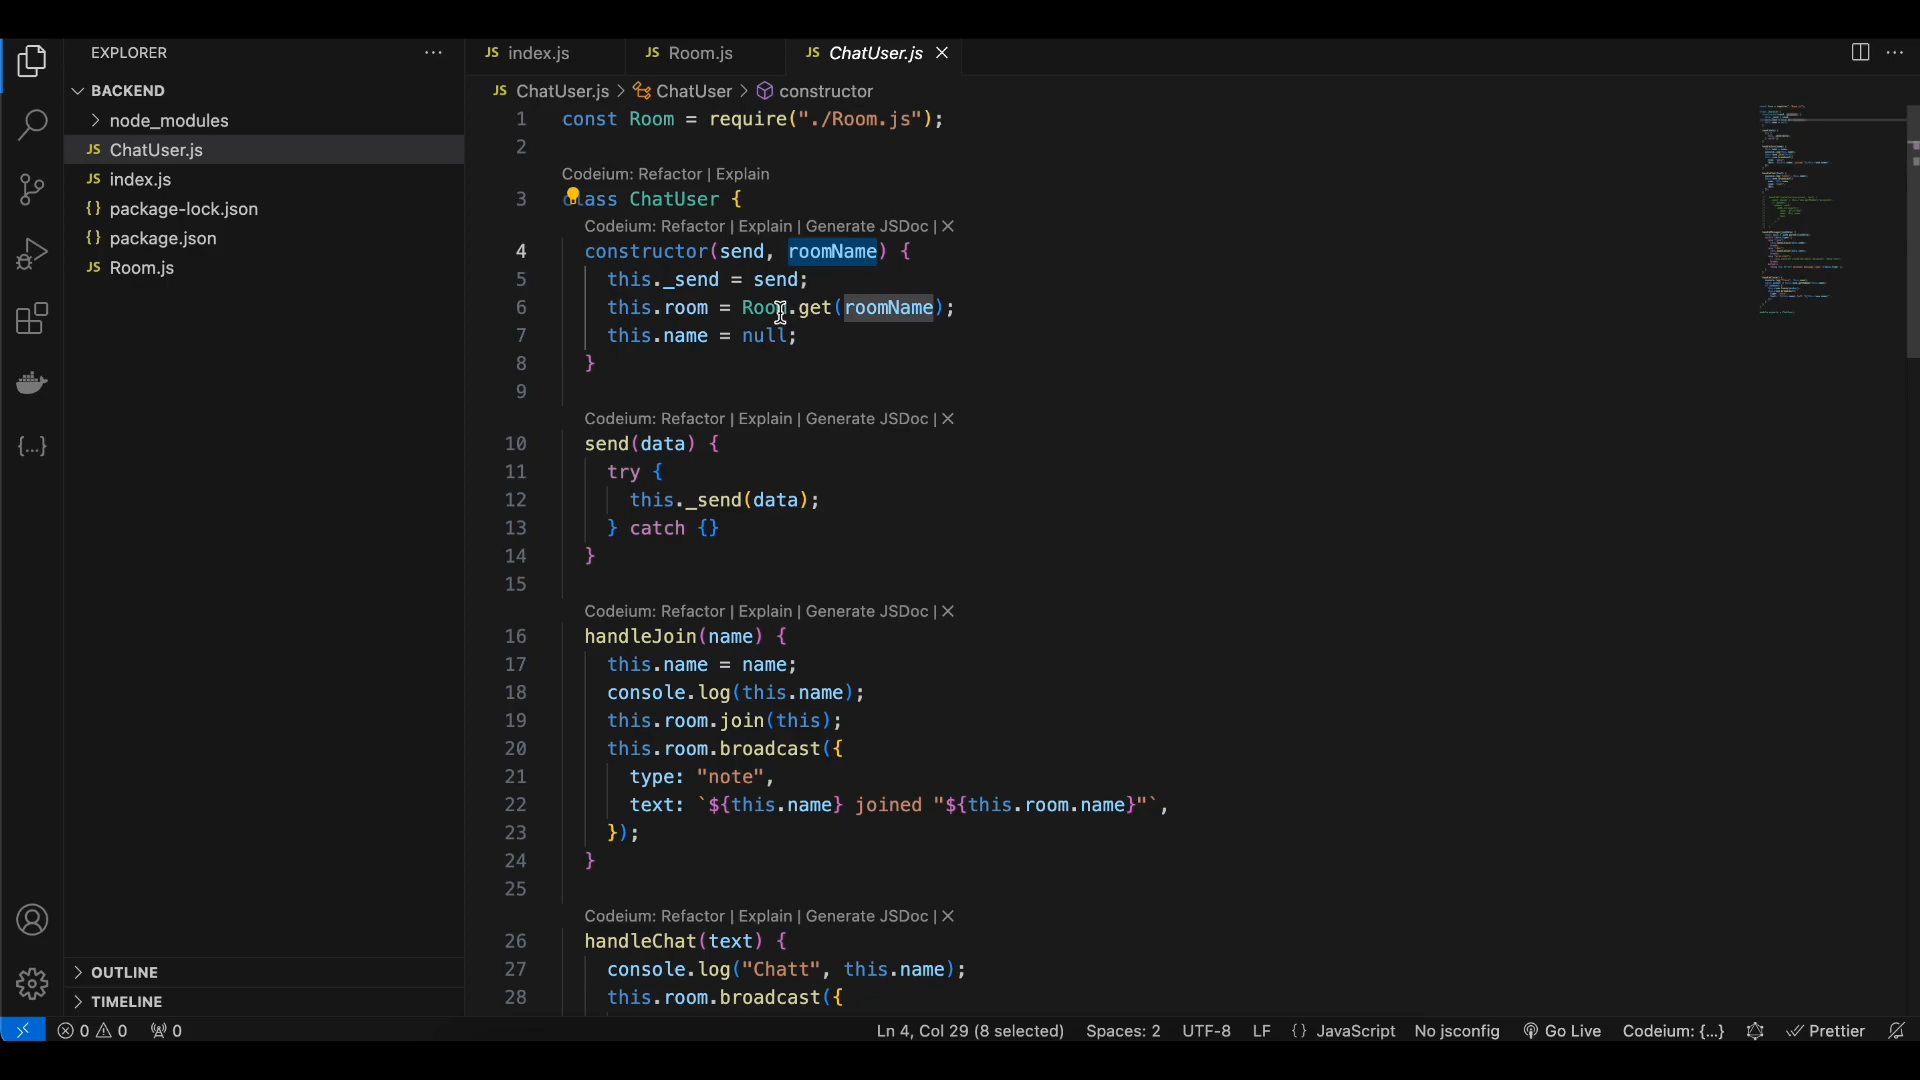 EXPLORER
BACKEND
node_modules
JS ChatUser.js
JS index.js
{} package-lock.json
{} package.json
JS Room.js
OUTLINE
TIMELINE
JS index.js JS Room.js JS ChatUser.js
JS ChatUser.js > ChatUser > constructor
1 const Room = require("./Room.js");
2
Codeium: Refactor | Explain
3 class ChatUser {
Codeium: Refactor | Explain | Generate JSDoc | ✕
4 constructor(send, roomName) {
5 this._send = send;
6 this.room = Room.get(roomName);
7 this.name = null;
8 }
9
Codeium: Refactor | Explain | Generate JSDoc | ✕
10 send(data) {
11 try {
12 this._send(data);
13 } catch {}
14 }
15
Codeium: Refactor | Explain | Generate JSDoc | ✕
16 handleJoin(name) {
17 this.name = name;
18 console.log(this.name);
19 this.room.join(this);
20 this.room.broadcast({
21 type: "note",
22 text: `${this.name} joined "${this.room.name}"`,
23 });
24 }
25
Codeium: Refactor | Explain | Generate JSDoc | ✕
26 handleChat(text) {
27 console.log("Chatt", this.name);
28 this.room.broadcast({
0 0 0 Ln 4, Col 29 (8 selected) Spaces: 2 UTF-8 LF {} JavaScript No jsconfig Go Live Codeium: {...} Prettier